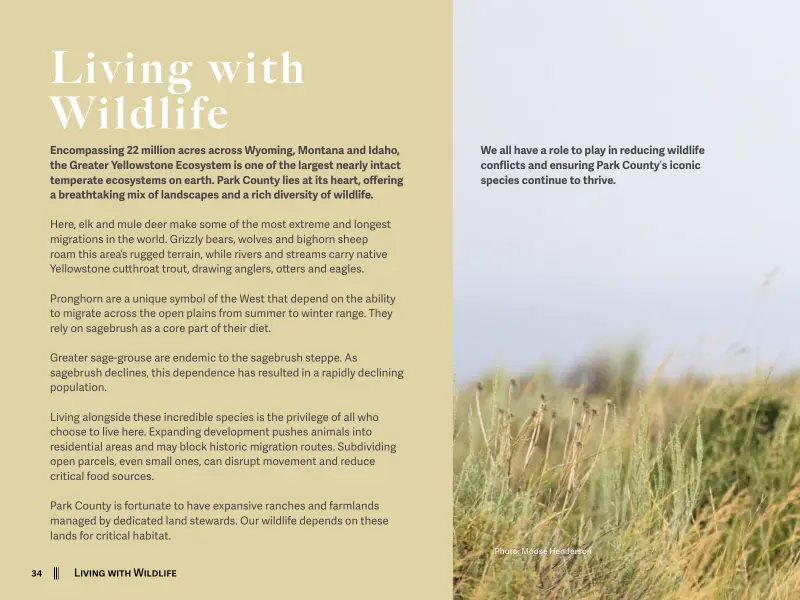 Living with
Wildlife
Encompassing 22 million acres across Wyoming, Montana and Idaho,
the Greater Yellowstone Ecosystem is one of the largest nearly intact
temperate ecosystems on earth. Park County lies at its heart, offering
a breathtaking mix of landscapes and a rich diversity of wildlife.
Here, elk and mule deer make some of the most extreme and longest
migrations in the world. Grizzly bears, wolves and bighorn sheep
roam this area's rugged terrain, while rivers and streams carry native
Yellowstone cutthroat trout, drawing anglers, otters and eagles.
Pronghorn are a unique symbol of the West that depend on the ability
to migrate across the open plains from summer to winter range. They
rely on sagebrush as a core part of their diet.
Greater sage-grouse are endemic to the sagebrush steppe. As
sagebrush declines, this dependence has resulted in a rapidly declining
population.
Living alongside these incredible species is the privilege of all who
choose to live here. Expanding development pushes animals into
residential areas and may block historic migration routes. Subdividing
open parcels, even small ones, can disrupt movement and reduce
critical food sources.
Park County is fortunate to have expansive ranches and farmlands
managed by dedicated land stewards. Our wildlife depends on these
lands for critical habitat.
34 Living with Wildlife
We all have a role to play in reducing wildlife
conflicts and ensuring Park County's iconic
species continue to thrive.
Photo: Moose Henderson